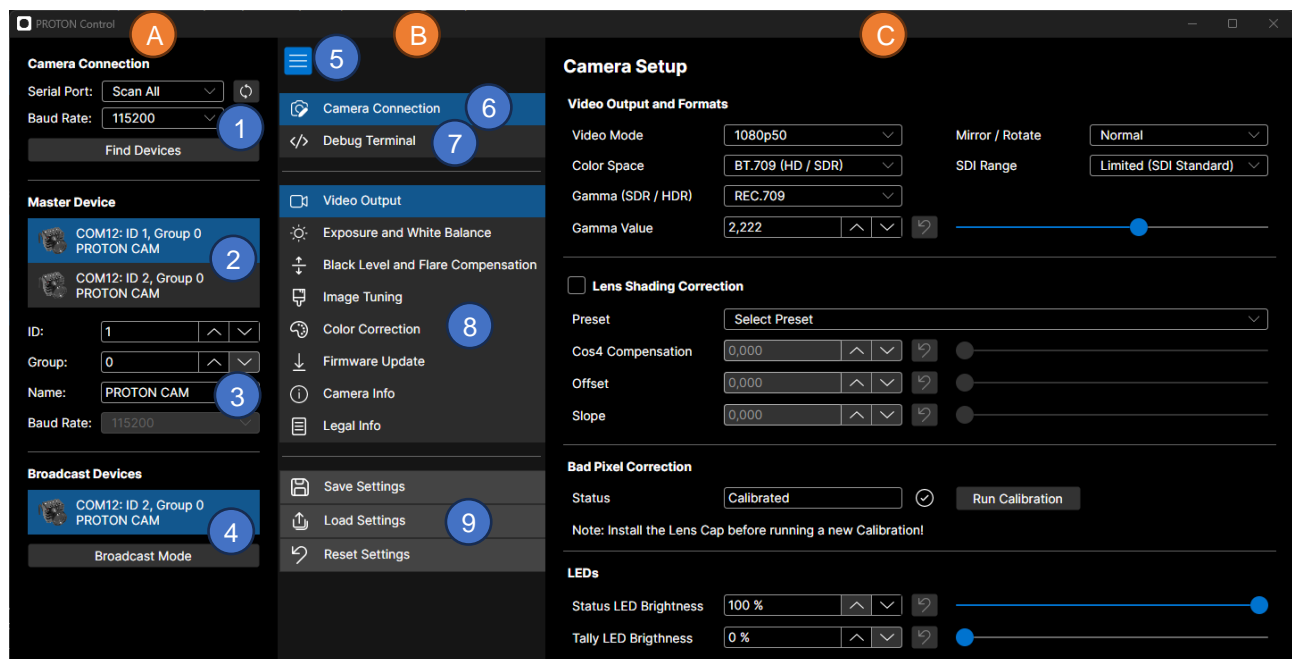 PROTON Control
A
B
C
Camera Connection
Serial Port: Scan All
Baud Rate: 115200
1
Find Devices
Master Device
COM12: ID 1, Group 0
PROTON CAM
2
COM12: ID 2, Group 0
PROTON CAM
ID: 1
Group: 0
Name: PROTON CAM
3
Baud Rate: 115200
Broadcast Devices
COM12: ID 2, Group 0
PROTON CAM
4
Broadcast Mode
5
Camera Connection
6
Debug Terminal
7
Video Output
Exposure and White Balance
Black Level and Flare Compensation
Image Tuning
Color Correction
8
Firmware Update
Camera Info
Legal Info
Save Settings
Load Settings
9
Reset Settings
Camera Setup
Video Output and Formats
Video Mode 1080p50 Mirror / Rotate Normal
Color Space BT.709 (HD / SDR) SDI Range Limited (SDI Standard)
Gamma (SDR / HDR) REC.709
Gamma Value 2,222
Lens Shading Correction
Preset Select Preset
Cos4 Compensation 0,000
Offset 0,000
Slope 0,000
Bad Pixel Correction
Status Calibrated Run Calibration
Note: Install the Lens Cap before running a new Calibration!
LEDs
Status LED Brightness 100 %
Tally LED Brigthness 0 %